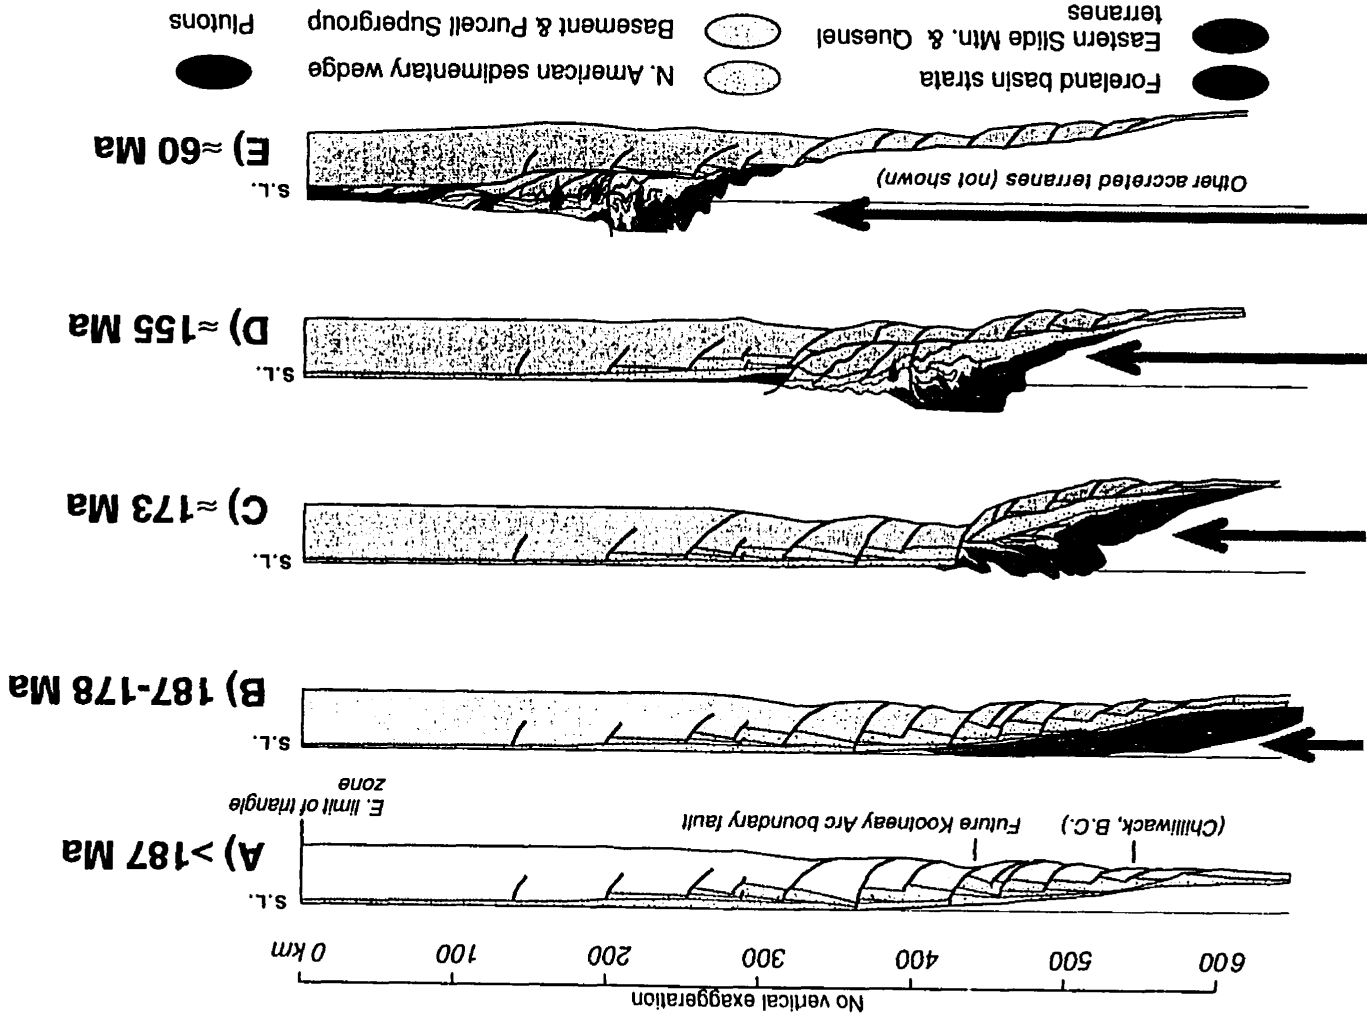 No vertical exaggeration
600 500 400 300 200 100 0 km
S.L.
A) >187 Ma
(Chilliwack, B.C.) Future Kootneay Arc boundary fault E. limit of triangle
zone
S.L.
B) 187-178 Ma
S.L.
C) ≈173 Ma
S.L.
D) ≈155 Ma
S.L.
E) ≈60 Ma
Other accreted terranes (not shown)
Foreland basin strata
Eastern Slide Mtn. & Quesnel
terranes
N. American sedimentary wedge
Basement & Purcell Supergroup
Plutons